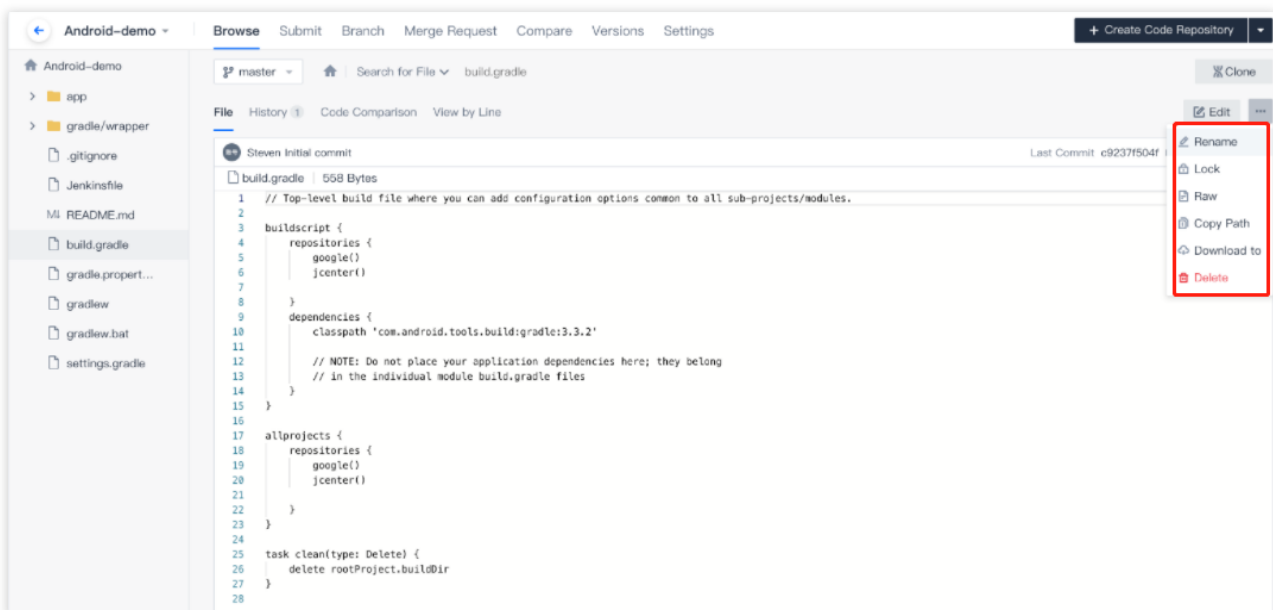 Android-demo
Browse Submit Branch Merge Request Compare Versions Settings
+ Create Code Repository
Android-demo
app
gradle/wrapper
.gitignore
Jenkinsfile
README.md
build.gradle
gradle.propert...
gradlew
gradlew.bat
settings.gradle
master
Search for File build.gradle
Clone
File History 1 Code Comparison View by Line
Edit ...
Steven Initial commit
Last Commit c9237f504f
build.gradle 558 Bytes
Rename
Lock
Raw
Copy Path
Download to
Delete
1 // Top-level build file where you can add configuration options common to all sub-projects/modules.
2
3 buildscript {
4 repositories {
5 google()
6 jcenter()
7
8 }
9 dependencies {
10 classpath 'com.android.tools.build:gradle:3.3.2'
11
12 // NOTE: Do not place your application dependencies here; they belong
13 // in the individual module build.gradle files
14 }
15 }
16
17 allprojects {
18 repositories {
19 google()
20 jcenter()
21
22 }
23 }
24
25 task clean(type: Delete) {
26 delete rootProject.buildDir
27 }
28